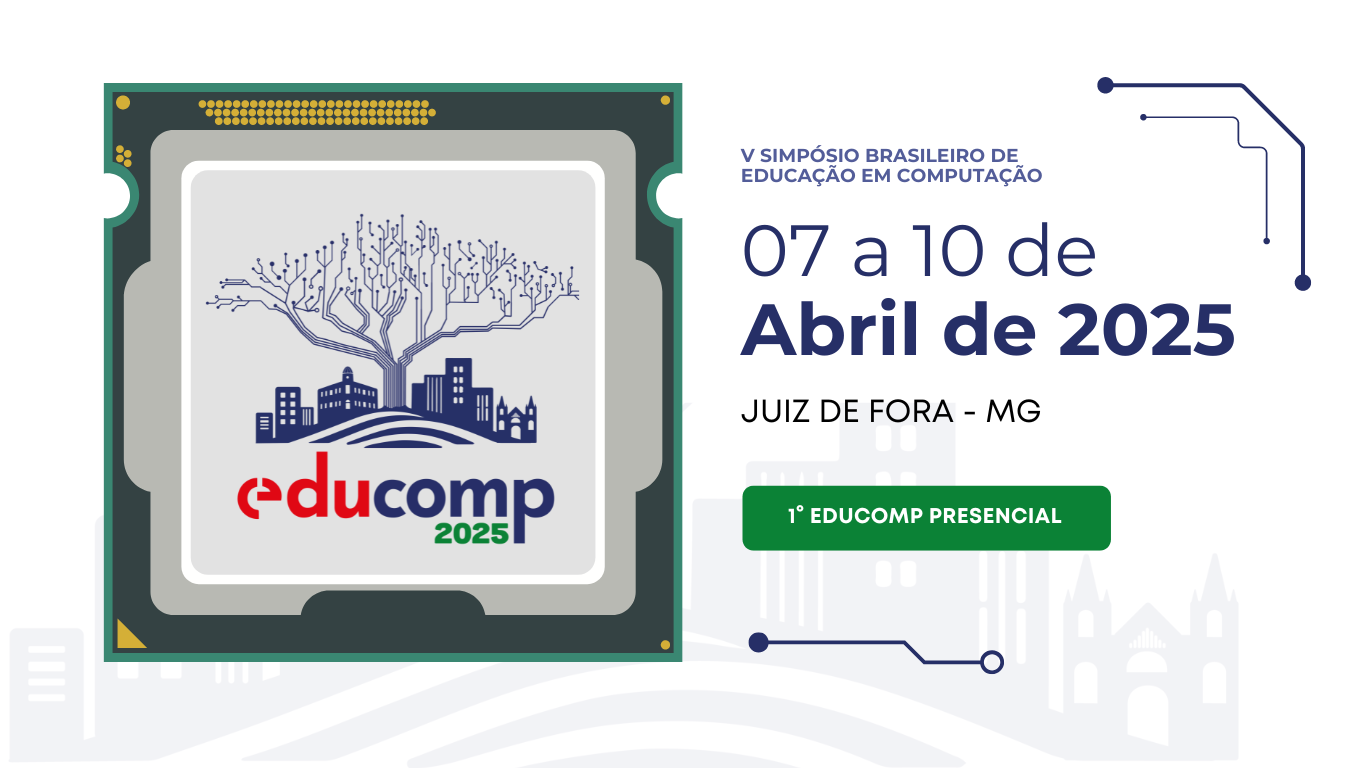 educomp
2025
V SIMPÓSIO BRASILEIRO DE
EDUCAÇÃO EM COMPUTAÇÃO
07 a 10 de
Abril de 2025
JUIZ DE FORA - MG
1° EDUCOMP PRESENCIAL